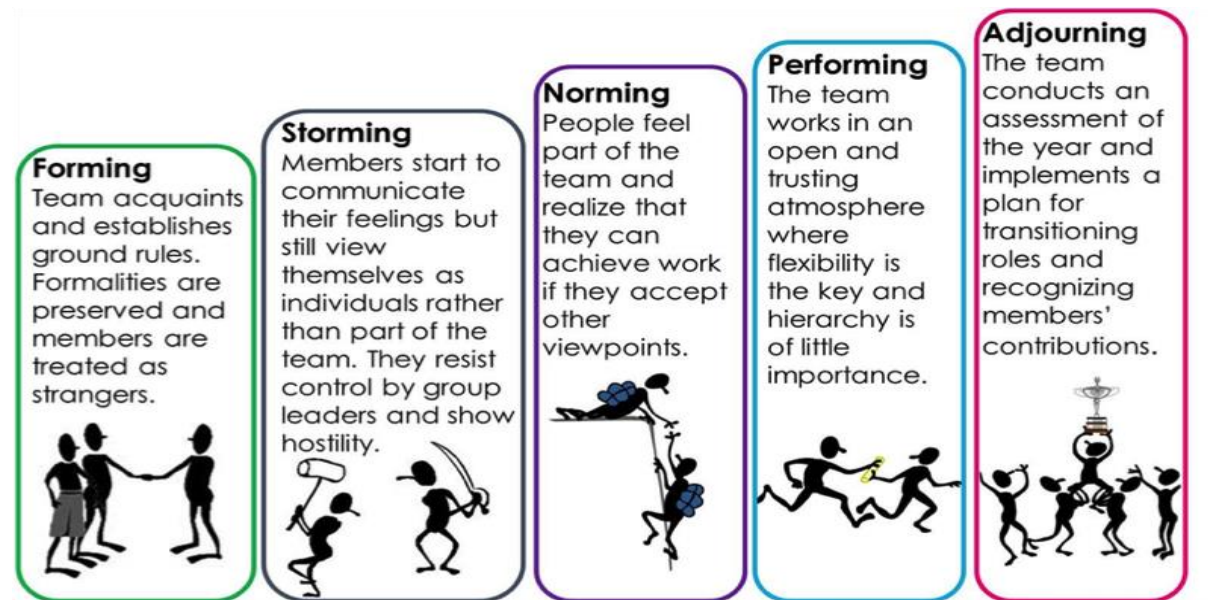 Forming
Team acquaints
and establishes
ground rules.
Formalities are
preserved and
members are
treated as
strangers.
Storming
Members start to
communicate
their feelings but
still view
themselves as
individuals rather
than part of the
team. They resist
control by group
leaders and show
hostility.
Norming
People feel
part of the
team and
realize that
they can
achieve work
if they accept
other
viewpoints.
Performing
The team
works in an
open and
trusting
atmosphere
where
flexibility is
the key and
hierarchy is
of little
importance.
Adjourning
The team
conducts an
assessment of
the year and
implements a
plan for
transitioning
roles and
recognizing
members'
contributions.